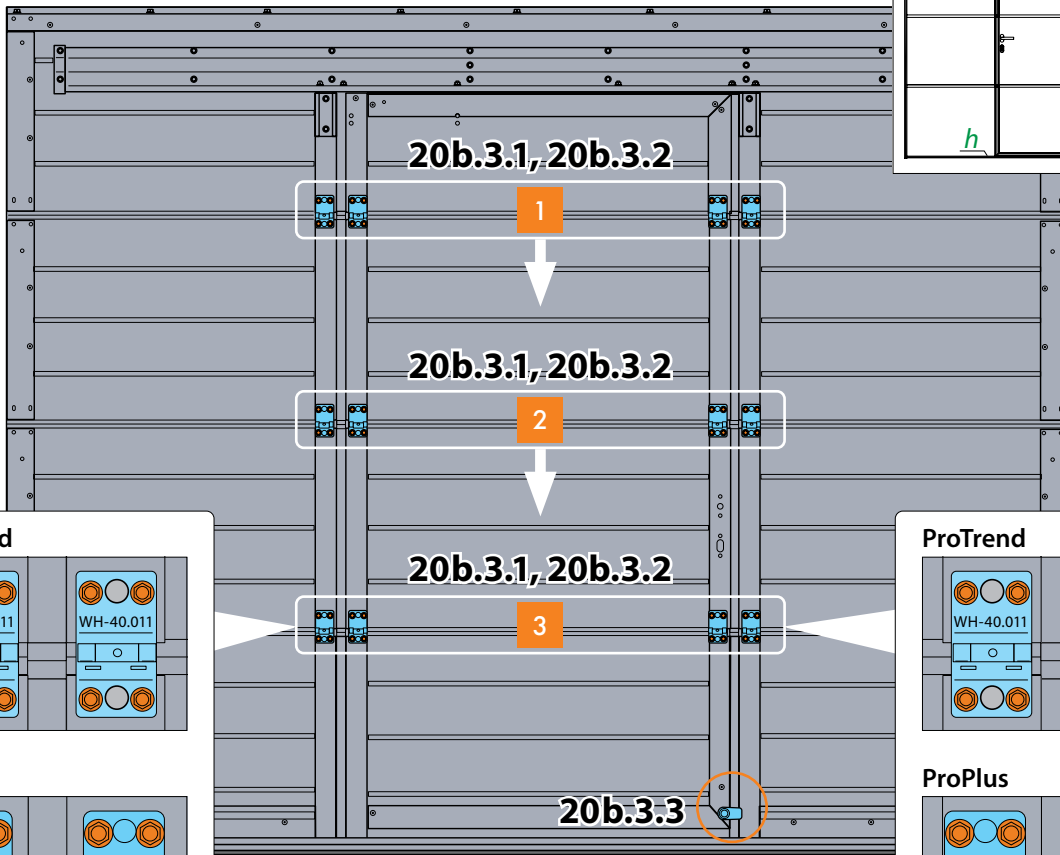 h
20b.3.1, 20b.3.2
1
20b.3.1, 20b.3.2
2
20b.3.1, 20b.3.2
3
20b.3.3
d
11
WH-40.011
ProTrend
WH-40.011
ProPlus